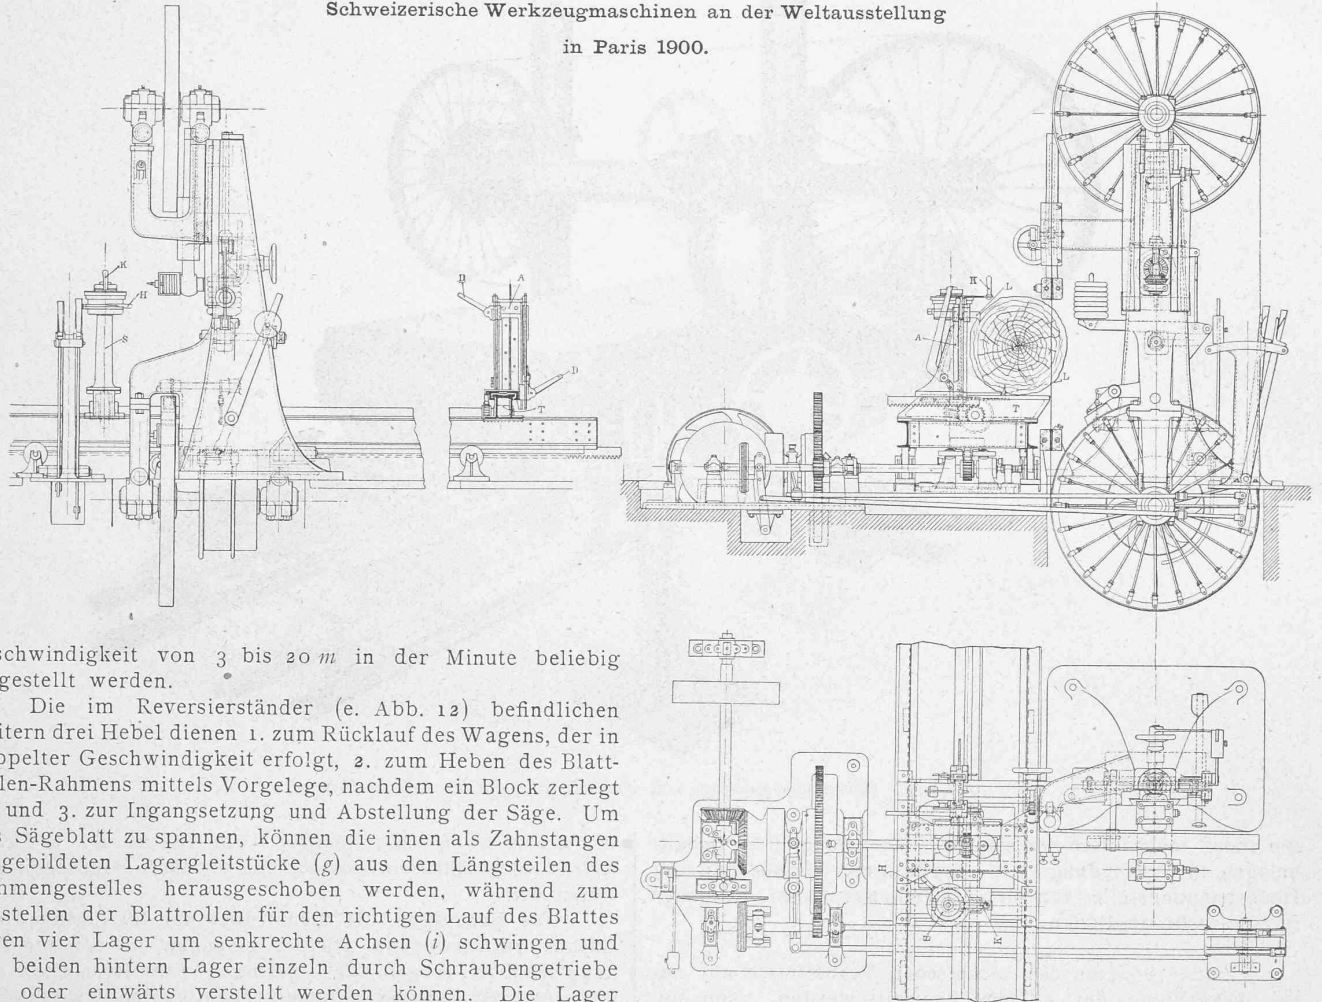 Schweizerische Werkzeugmaschinen an der Weltausstellung
in Paris 1900.
K
H
S
D
A
D
T
H
L
A
L
T
schwindigkeit von 3 bis 20 m in der Minute beliebig
gestellt werden.
Die im Reversierständer (e. Abb. 12) befindlichen
itern drei Hebel dienen 1. zum Rücklauf des Wagens, der in
ppelter Geschwindigkeit erfolgt, 2. zum Heben des Blatt-
len-Rahmens mittels Vorgelege, nachdem ein Block zerlegt
und 3. zur Ingangsetzung und Abstellung der Säge. Um
s Sägeblatt zu spannen, können die innen als Zahnstangen
gebildeten Lagergleitstücke (g) aus den Längsteilen des
hmengestelles herausgeschoben werden, während zum
stellen der Blattrollen für den richtigen Lauf des Blattes
en vier Lager um senkrechte Achsen (i) schwingen und
beiden hintern Lager einzeln durch Schraubengetriebe
oder einwärts verstellt werden können. Die Lager
H
S
K